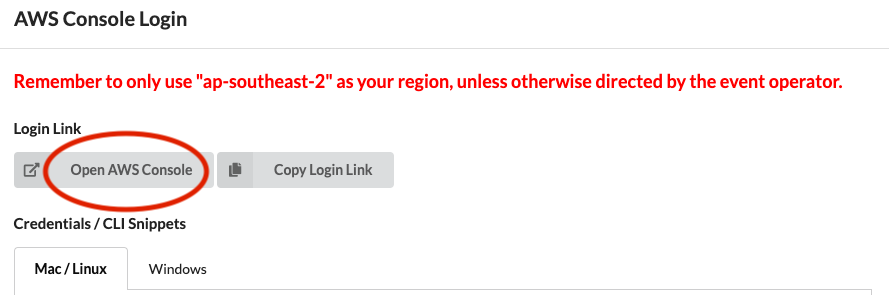 AWS Console Login
Remember to only use "ap-southeast-2" as your region, unless otherwise directed by the event operator.
Login Link
Open AWS Console
Copy Login Link
Credentials / CLI Snippets
Mac / Linux
Windows